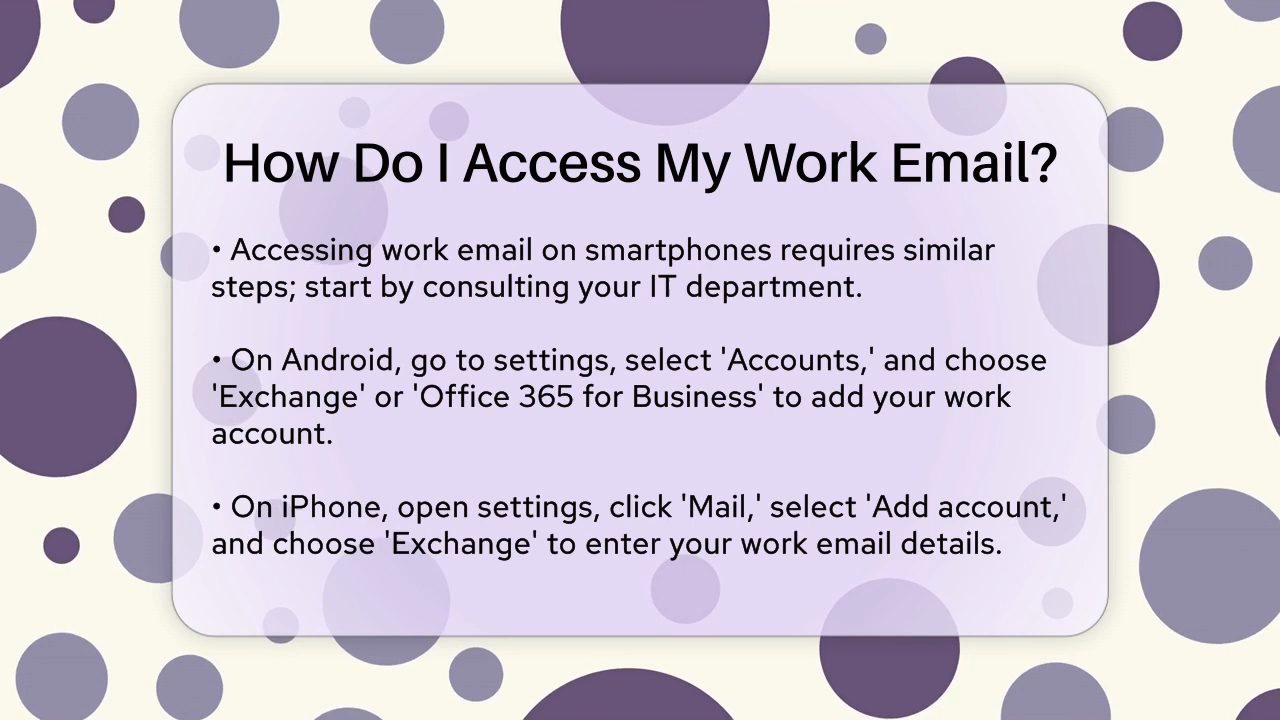 How Do I Access My Work Email?
• Accessing work email on smartphones requires similar
steps; start by consulting your IT department.
• On Android, go to settings, select 'Accounts,' and choose
'Exchange' or 'Office 365 for Business' to add your work
account.
• On iPhone, open settings, click 'Mail,' select 'Add account,'
and choose 'Exchange' to enter your work email details.